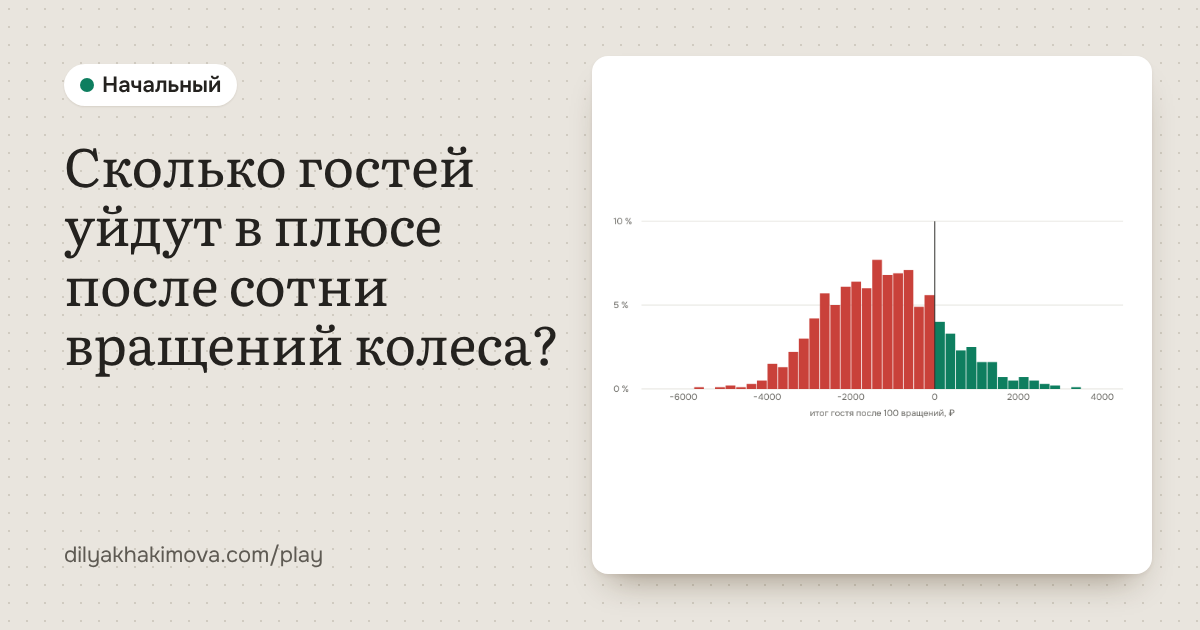 Начальный
Сколько гостей
уйдут в плюсе
после сотни
вращений колеса?
dilyakhakimova.com/play
10 %
5 %
0 %
-6000 -4000 -2000 0 2000 4000
итог гостя после 100 вращений, ₽